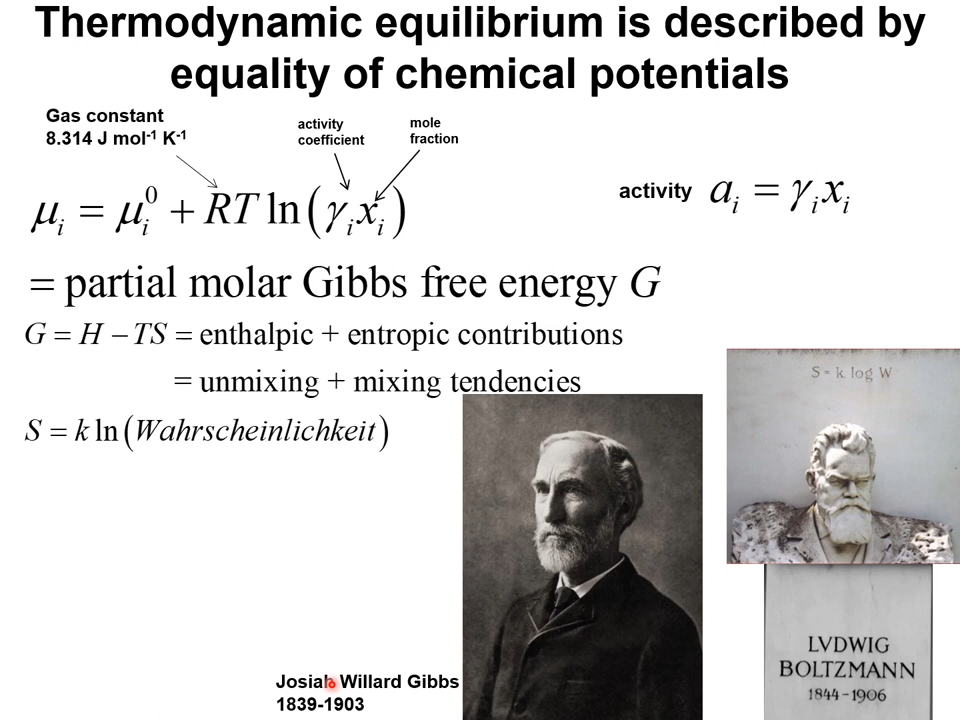 Thermodynamic equilibrium is described by
equality of chemical potentials
Gas constant
8.314 J mol⁻¹ K⁻¹
activity
coefficient
mole
fraction
μᵢ = μᵢ⁰ + RT ln(γᵢxᵢ)
activity aᵢ = γᵢxᵢ
= partial molar Gibbs free energy G
G = H − TS = enthalpic + entropic contributions
= unmixing + mixing tendencies
S = k ln(Wahrscheinlichkeit)
S = k. log W
LVDWIG
BOLTZMANN
1844-1906
Josiah Willard Gibbs
1839-1903